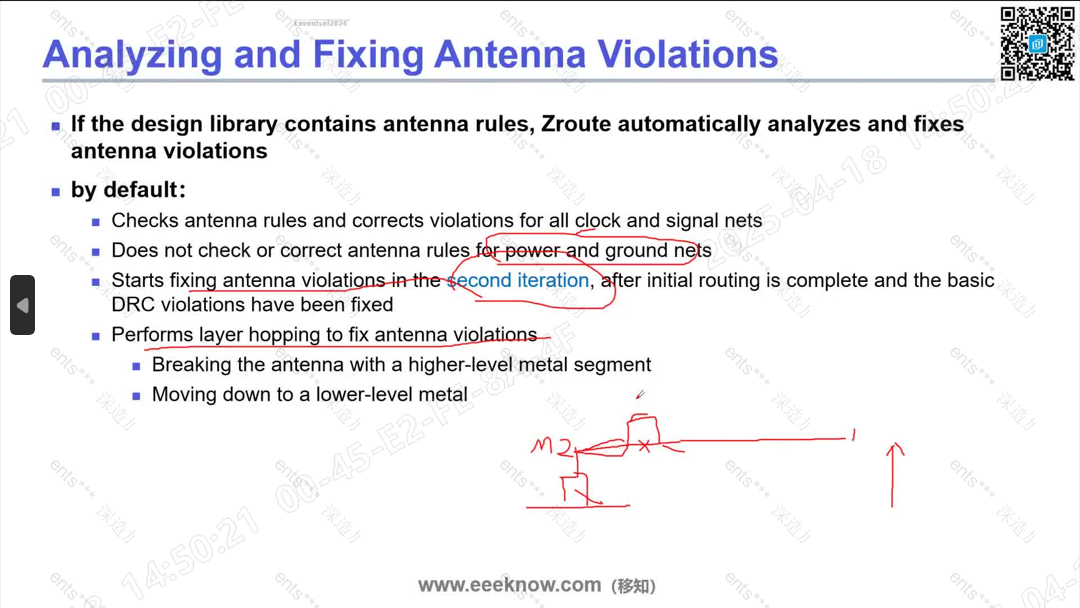 Analyzing and Fixing Antenna Violations
If the design library contains antenna rules, Zroute automatically analyzes and fixes
antenna violations
by default:
Checks antenna rules and corrects violations for all clock and signal nets
Does not check or correct antenna rules for power and ground nets
Starts fixing antenna violations in the second iteration, after initial routing is complete and the basic
DRC violations have been fixed
Performs layer hopping to fix antenna violations
Breaking the antenna with a higher-level metal segment
Moving down to a lower-level metal
M2
www.eeeknow.com (移知)